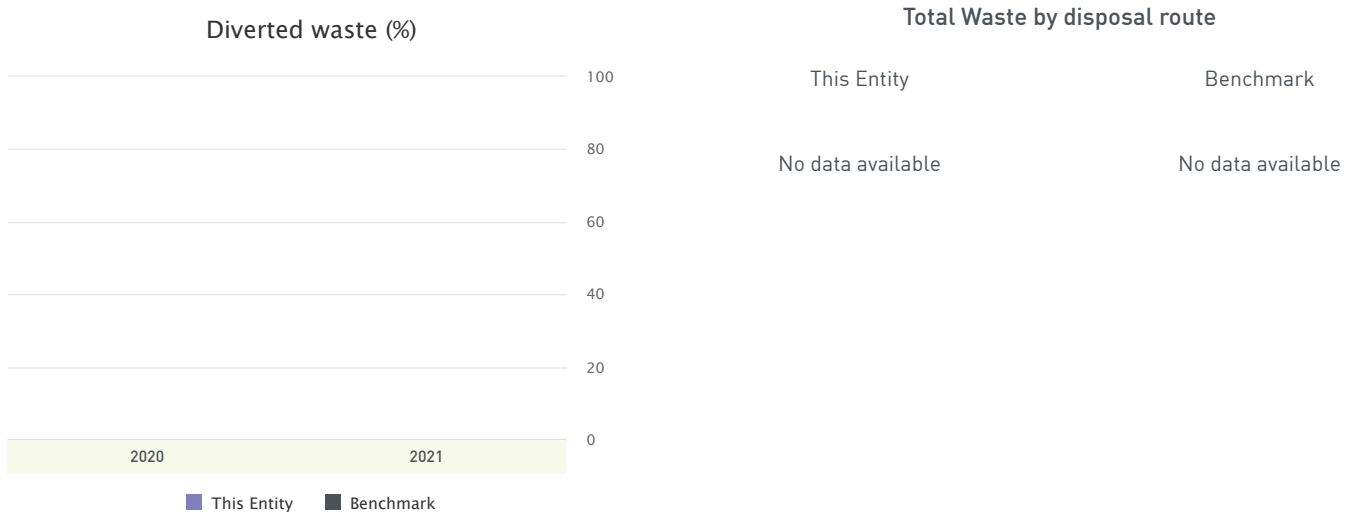 Diverted waste (%)
100
80
60
40
20
0
2020 2021
This Entity Benchmark
Total Waste by disposal route
This Entity Benchmark
No data available No data available